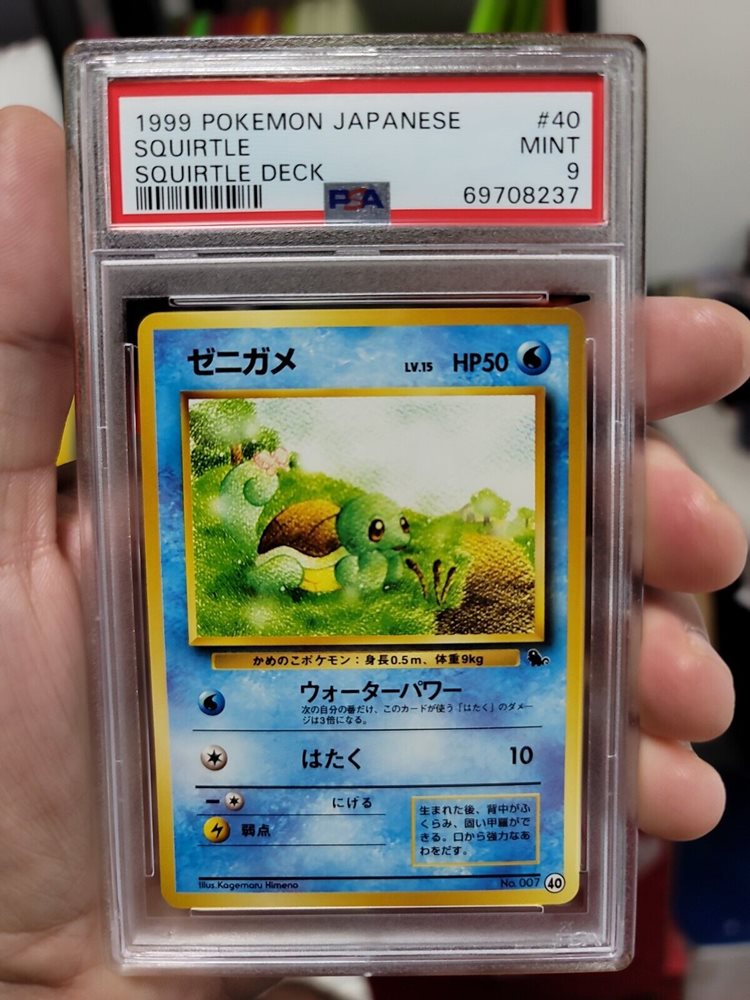 1999 POKEMON JAPANESE #40
SQUIRTLE MINT
SQUIRTLE DECK 9
PSA 69708237
ゼニガメ LV.15 HP50
かめのこポケモン：身長0.5m、体重9kg
ウォーターパワー
次の自分の番だけ、このカードが使う「はたく」のダメー
ジは3倍になる。
はたく 10
にげる
弱点
生まれた後、背中がふ
くらみ、固い甲羅がで
きる。口から強力なあ
わをだす。
Illus.Kagemaru Himeno No. 007 40